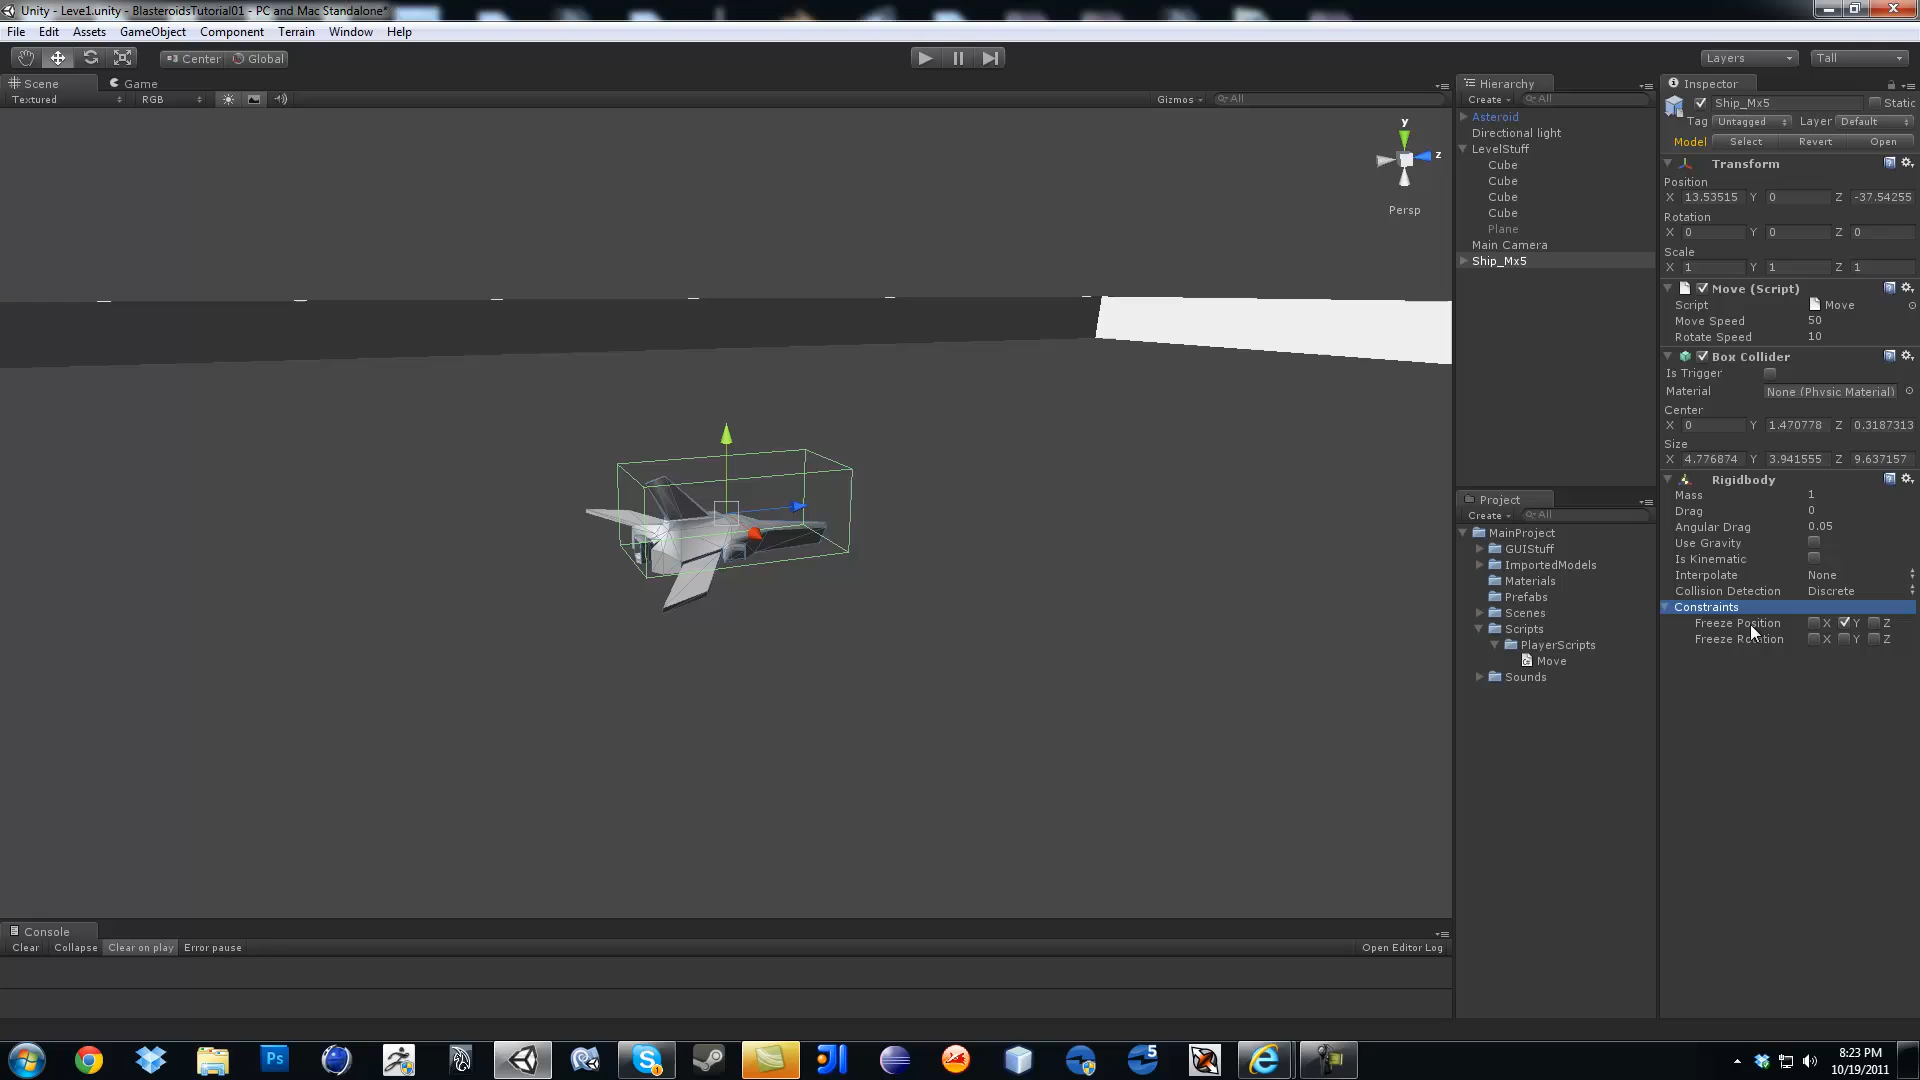 Unity - Leve1.unity - BlasteroidsTutorial01 - PC and Mac Standalone*
File Edit Assets GameObject Component Terrain Window Help
Center Global Layers Tall
Scene Game
Textured RGB Gizmos All
y
z
Persp
Hierarchy
Create All
Asteroid
Directional light
LevelStuff
Cube
Cube
Cube
Cube
Plane
Main Camera
Ship_Mx5
Project
Create All
MainProject
GUIStuff
ImportedModels
Materials
Prefabs
Scenes
Scripts
PlayerScripts
Move
Sounds
Inspector
Ship_Mx5 Static
Tag Untagged Layer Default
Model Select Revert Open
Transform
Position
X 13.53515 Y 0 Z -37.54255
Rotation
X 0 Y 0 Z 0
Scale
X 1 Y 1 Z 1
Move (Script)
Script Move
Move Speed 50
Rotate Speed 10
Box Collider
Is Trigger
Material None (Physic Material)
Center
X 0 Y 1.470778 Z 0.3187313
Size
X 4.776874 Y 3.941555 Z 9.637157
Rigidbody
Mass 1
Drag 0
Angular Drag 0.05
Use Gravity
Is Kinematic
Interpolate None
Collision Detection Discrete
Constraints
Freeze Position X Y Z
Freeze Rotation X Y Z
Console
Clear Collapse Clear on play Error pause Open Editor Log
Ps
5
8:23 PM
10/19/2011